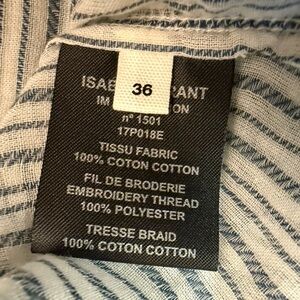 36
n° 1501
17P018E
TISSU FABRIC
100% COTON COTTON
FIL DE BRODERIE
EMBROIDERY THREAD
100% POLYESTER
TRESSE BRAID
100% COTON COTTON